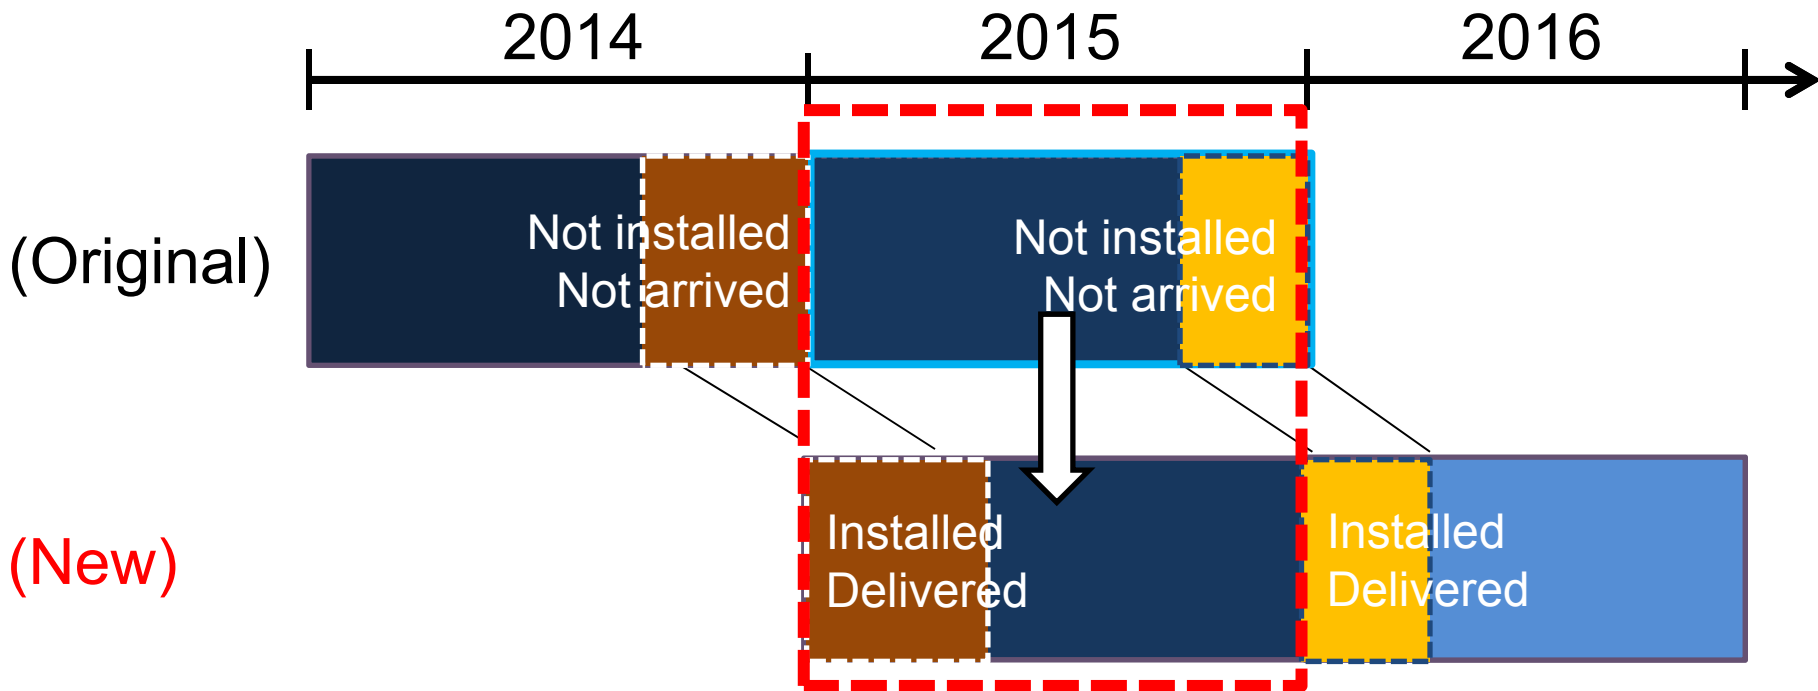 2014
2015
2016
(Original)
Not installed
Not arrived
Not installed
Not arrived
(New)
Installed
Delivered
Installed
Delivered